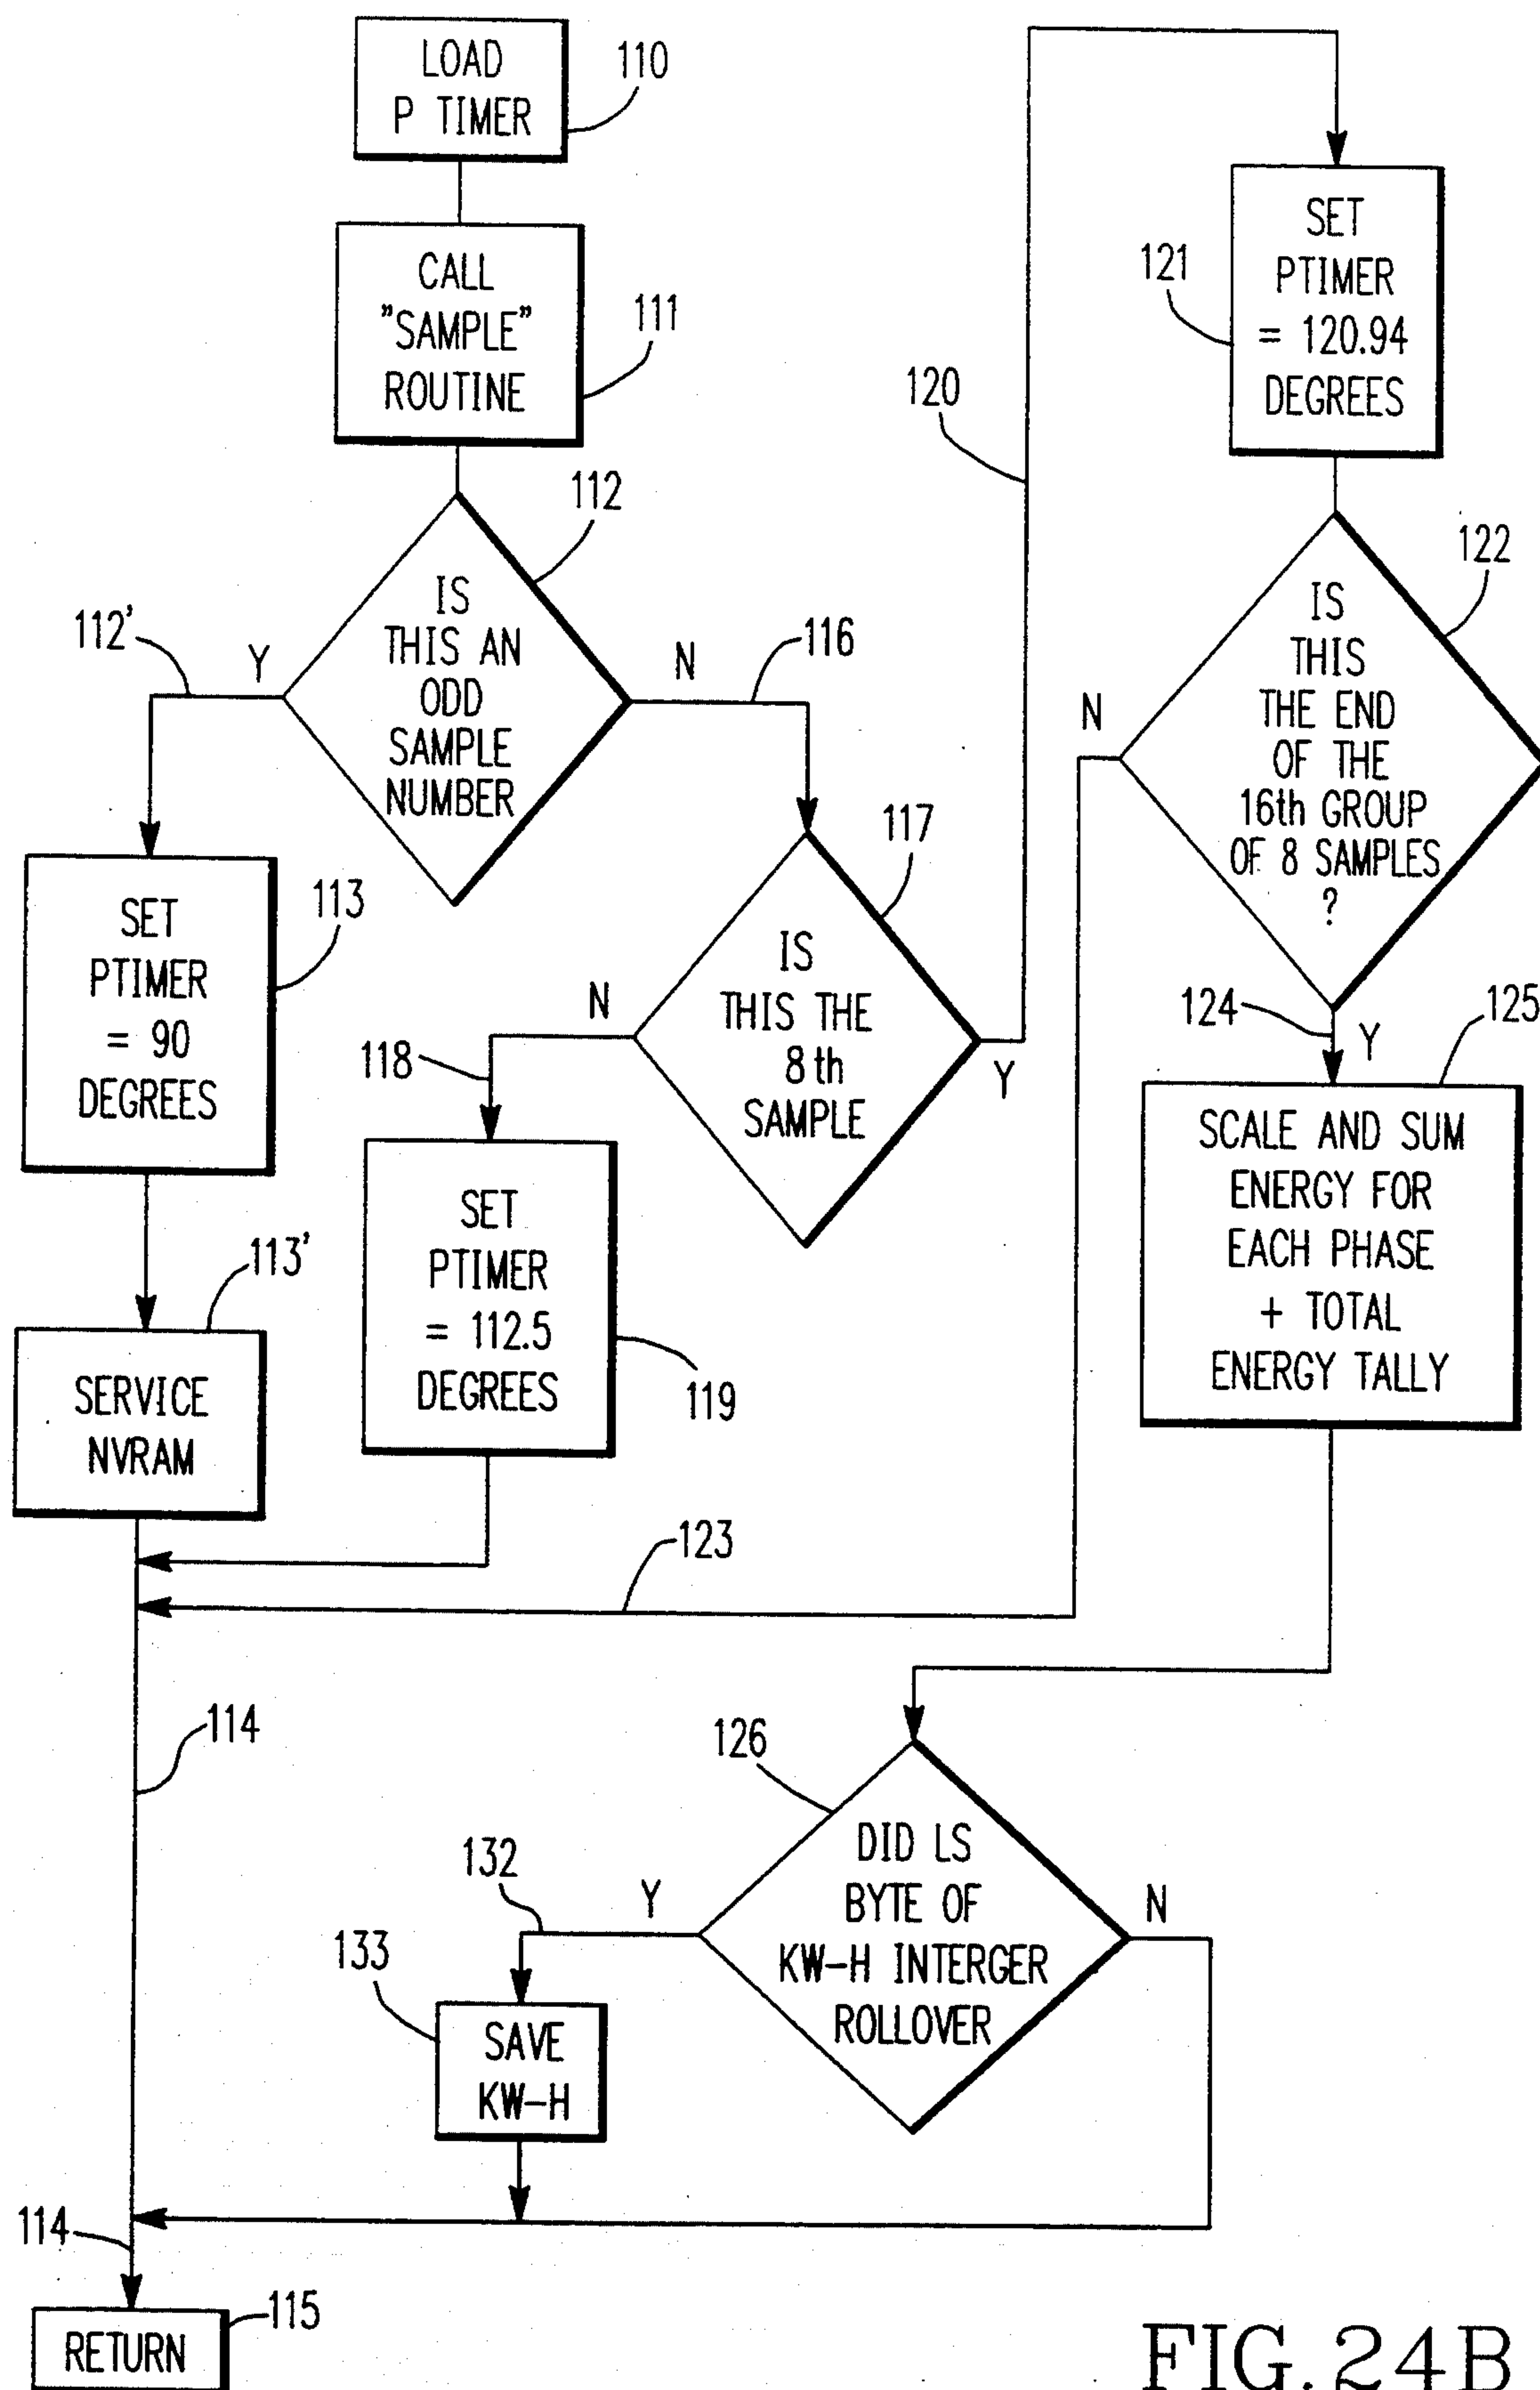 LOAD
P TIMER
110
CALL
"SAMPLE"
ROUTINE
111
112
IS
THIS AN
ODD
SAMPLE
NUMBER
112'
Y
N
116
SET
PTIMER
= 90
DEGREES
113
SERVICE
NVRAM
113'
117
IS
THIS THE
8 th
SAMPLE
N
Y
118
SET
PTIMER
= 112.5
DEGREES
119
120
SET
PTIMER
= 120.94
DEGREES
121
122
IS
THIS
THE END
OF THE
16th GROUP
OF 8 SAMPLES
?
N
124
Y
125
SCALE AND SUM
ENERGY FOR
EACH PHASE
+ TOTAL
ENERGY TALLY
123
114
126
DID LS
BYTE OF
KW-H INTERGER
ROLLOVER
Y
N
132
133
SAVE
KW-H
114
RETURN
115
FIG. 24B